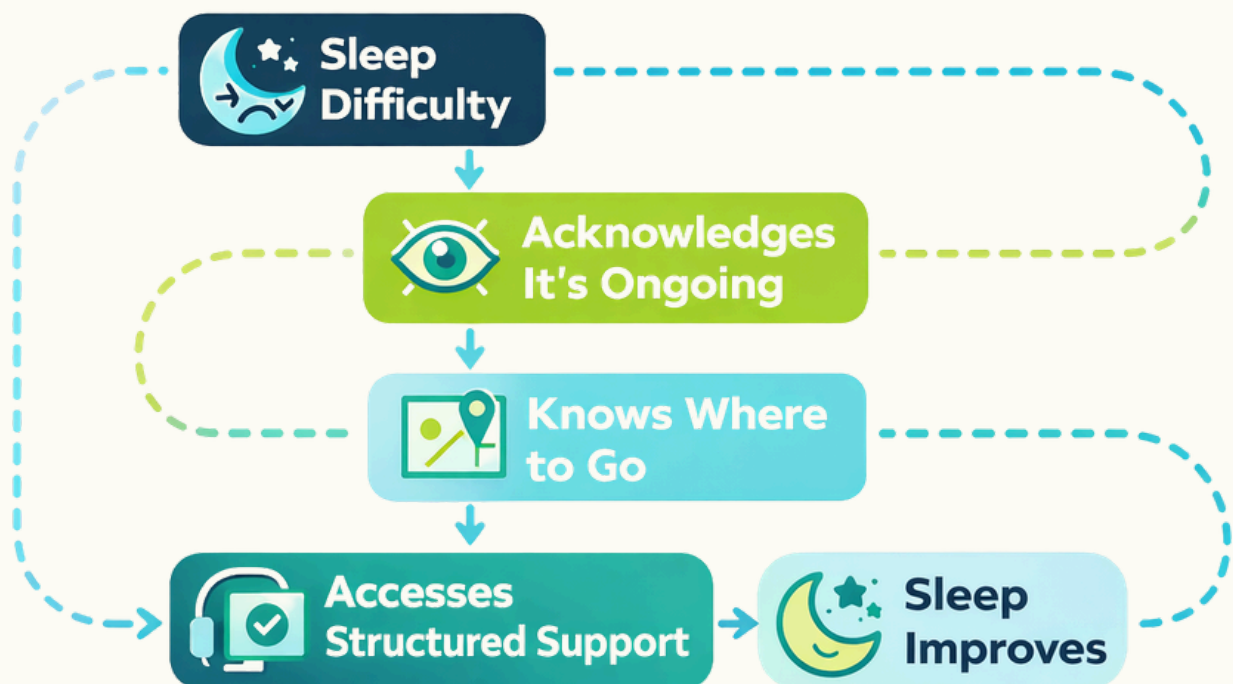 Sleep
Difficulty
Acknowledges
It's Ongoing
Knows Where
to Go
Accesses
Structured Support
Sleep
Improves